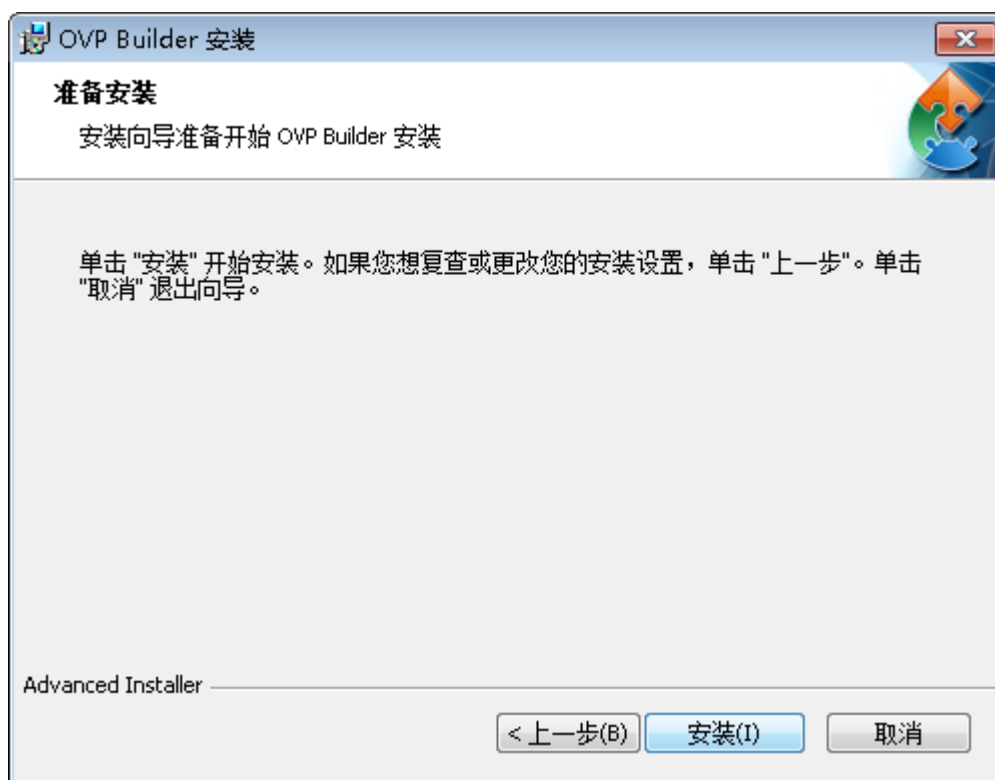 OVP Builder 安装
准备安装
安装向导准备开始 OVP Builder 安装
单击 "安装" 开始安装。如果您想复查或更改您的安装设置，单击 "上一步"。单击
"取消" 退出向导。
Advanced Installer
< 上一步(B)
安装(I)
取消